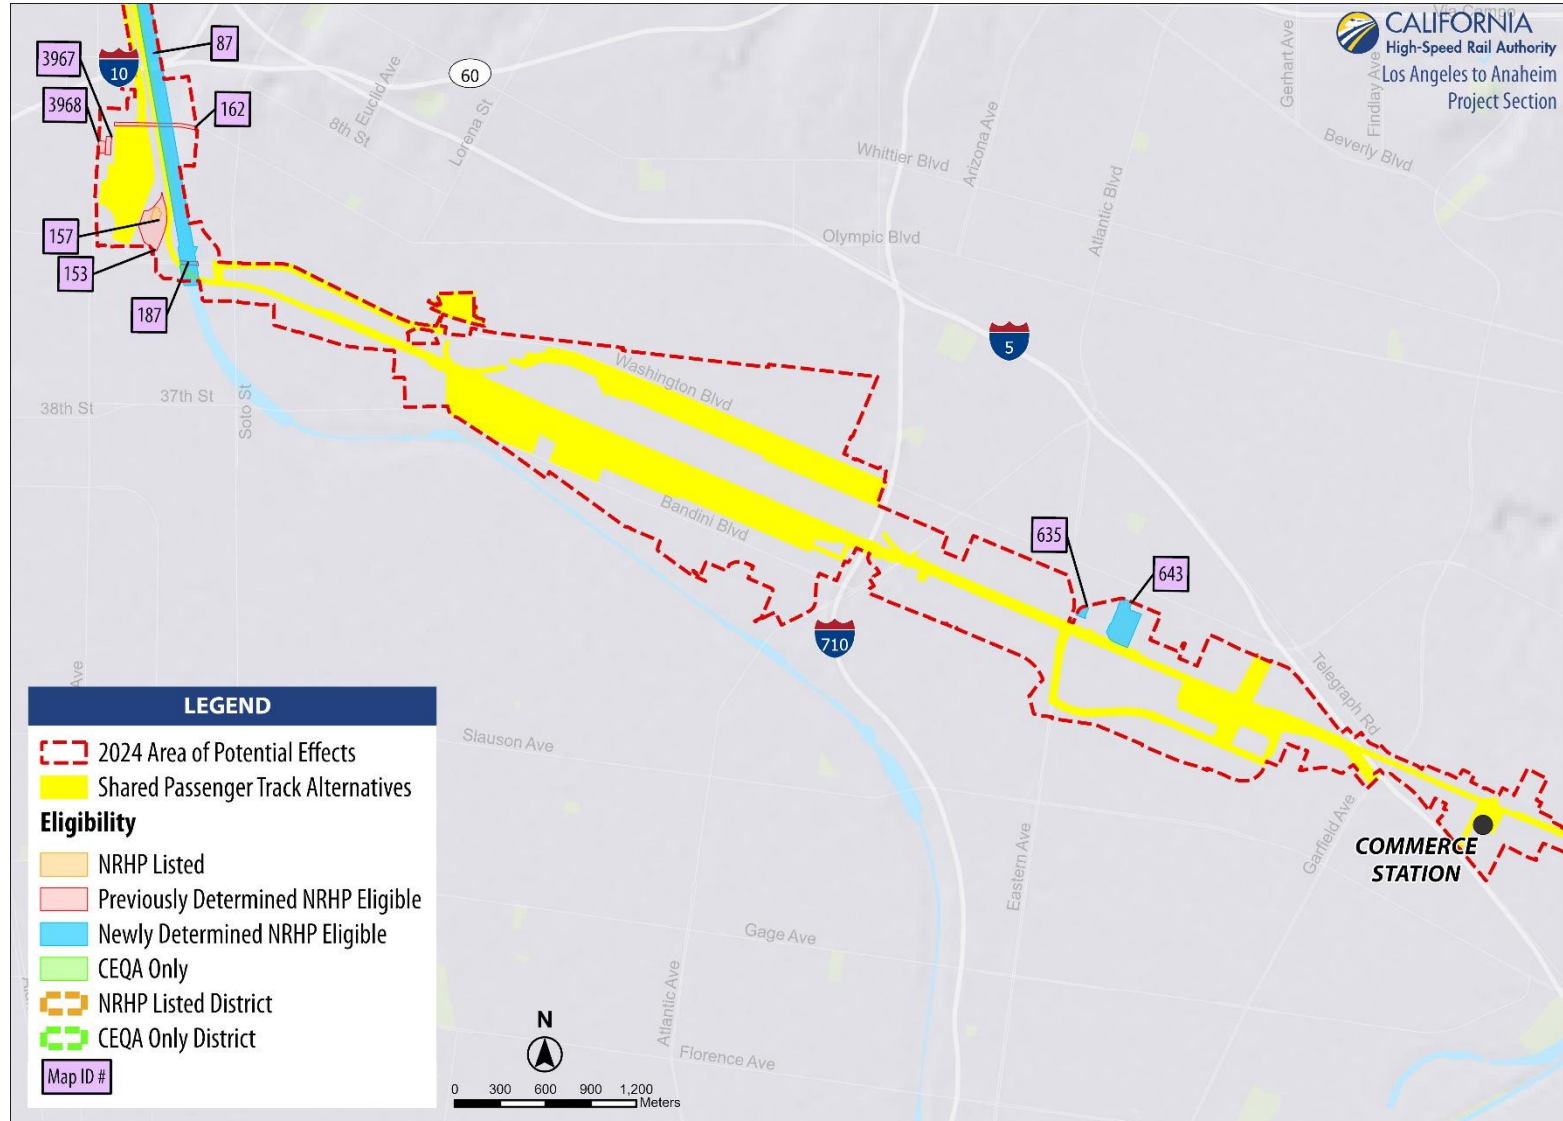 CALIFORNIA
High-Speed Rail Authority
Los Angeles to Anaheim
Project Section
Via Campo
Gerhart Ave
Findlay Ave
Beverly Blvd
3967
3968
10
87
162
60
Euclid Ave
8th St
Lorena St
Whittier Blvd
Arizona Ave
Atlantic Blvd
Olympic Blvd
157
153
187
5
38th St
37th St
Soto St
Washington Blvd
Bandini Blvd
635
643
710
Telegraph Rd
Ave
Slauson Ave
Garfield Ave
COMMERCE
STATION
Eastern Ave
Gage Ave
Atlantic Ave
Florence Ave
LEGEND
2024 Area of Potential Effects
Shared Passenger Track Alternatives
Eligibility
NRHP Listed
Previously Determined NRHP Eligible
Newly Determined NRHP Eligible
CEQA Only
NRHP Listed District
CEQA Only District
Map ID #
N
0 300 600 900 1,200
Meters